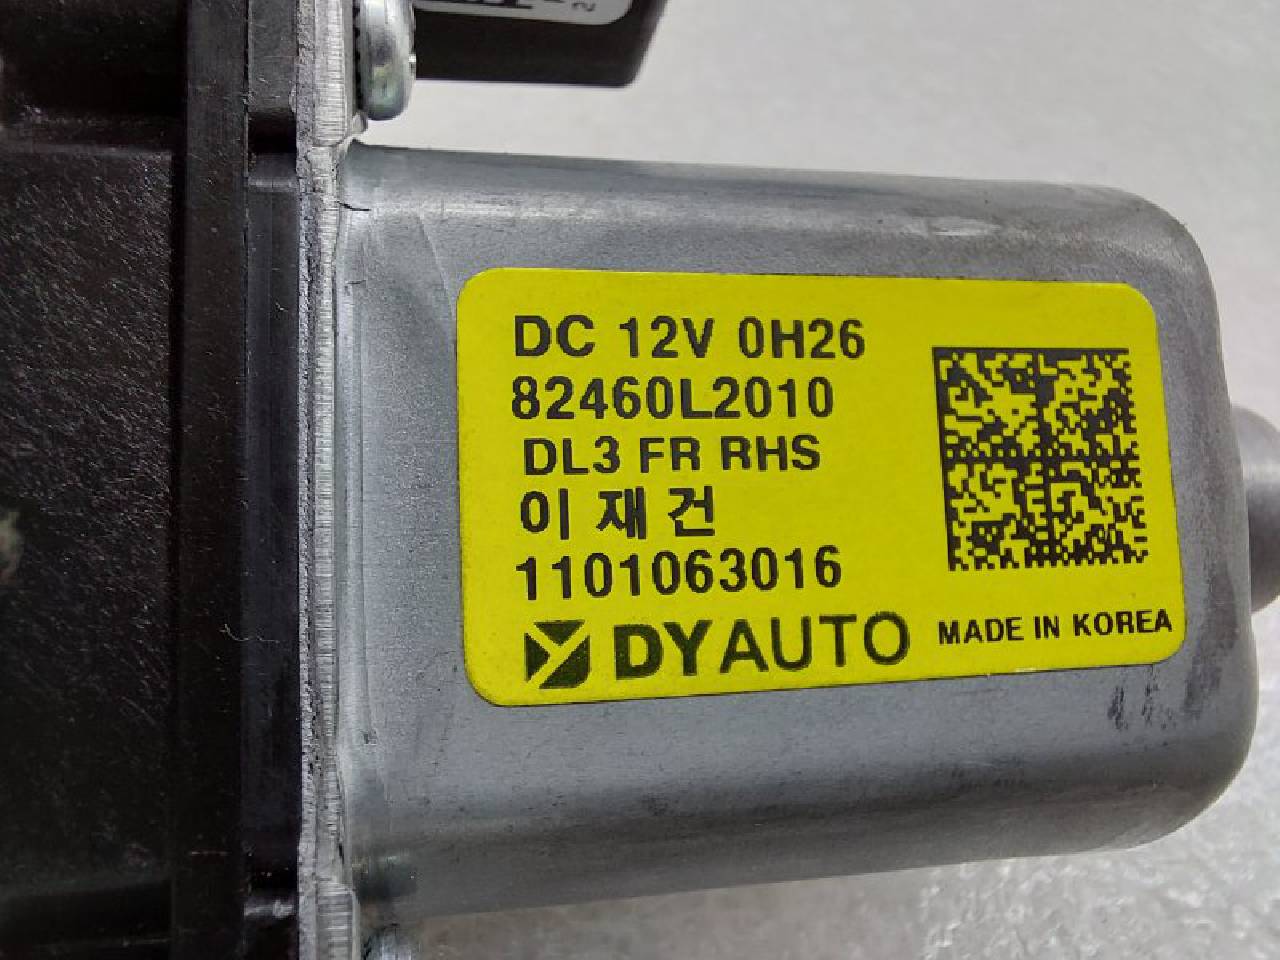 DC 12V 0H26
82460L2010
DL3 FR RHS
이 재 건
1101063016
DYAUTO MADE IN KOREA